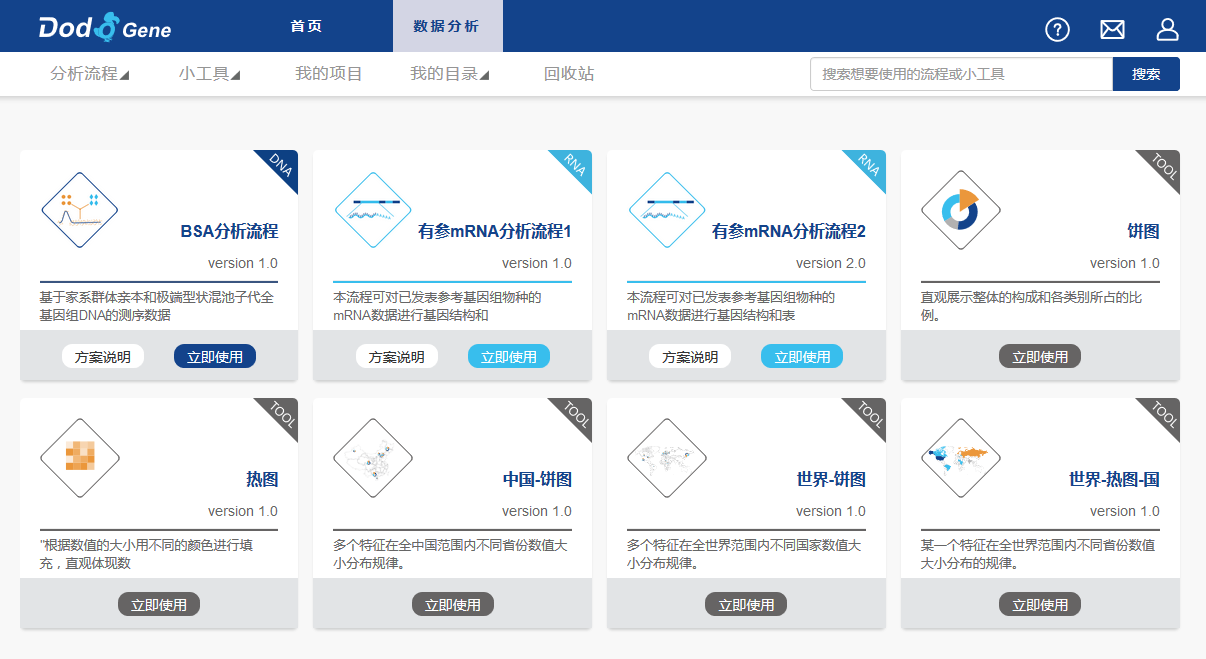 Dodo Gene
首页
数据分析
?
分析流程
小工具
我的项目
我的目录
回收站
搜索想要使用的流程或小工具
搜索
DNA
BSA分析流程
version 1.0
基于家系群体亲本和极端型状混池子代全
基因组DNA的测序数据
方案说明
立即使用
RNA
有参mRNA分析流程1
version 1.0
本流程可对已发表参考基因组物种的
mRNA数据进行基因结构和
方案说明
立即使用
RNA
有参mRNA分析流程2
version 2.0
本流程可对已发表参考基因组物种的
mRNA数据进行基因结构和表
方案说明
立即使用
TOOL
饼图
version 1.0
直观展示整体的构成和各类别所占的比
例。
立即使用
TOOL
热图
version 1.0
"根据数值的大小用不同的颜色进行填
充，直观体现数
立即使用
TOOL
中国-饼图
version 1.0
多个特征在全中国范围内不同省份数值大
小分布规律。
立即使用
TOOL
世界-饼图
version 1.0
多个特征在全世界范围内不同国家数值大
小分布规律。
立即使用
TOOL
世界-热图-国
version 1.0
某一个特征在全世界范围内不同省份数值
大小分布的规律。
立即使用